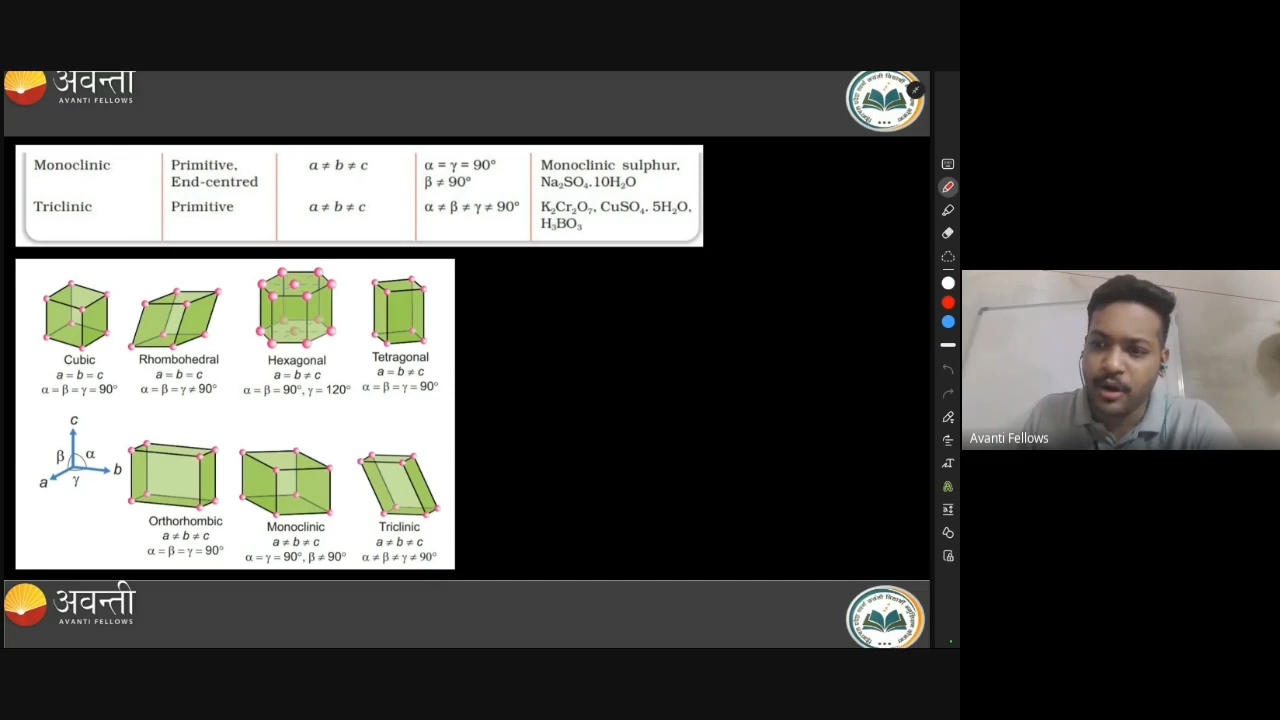 अवन्ती
AVANTI FELLOWS
Monoclinic Primitive, End-centred a ≠ b ≠ c α = γ = 90° β ≠ 90° Monoclinic sulphur, Na₂SO₄.10H₂O
Triclinic Primitive a ≠ b ≠ c α ≠ β ≠ γ ≠ 90° K₂Cr₂O₇, CuSO₄. 5H₂O, H₃BO₃
Cubic
a = b = c
α = β = γ = 90°
Rhombohedral
a = b = c
α = β = γ ≠ 90°
Hexagonal
a = b ≠ c
α = β = 90°, γ = 120°
Tetragonal
a = b ≠ c
α = β = γ = 90°
c
β α
b
a
γ
Orthorhombic
a ≠ b ≠ c
α = β = γ = 90°
Monoclinic
a ≠ b ≠ c
α = γ = 90°, β ≠ 90°
Triclinic
a ≠ b ≠ c
α ≠ β ≠ γ ≠ 90°
अवन्ती
AVANTI FELLOWS
Avanti Fellows